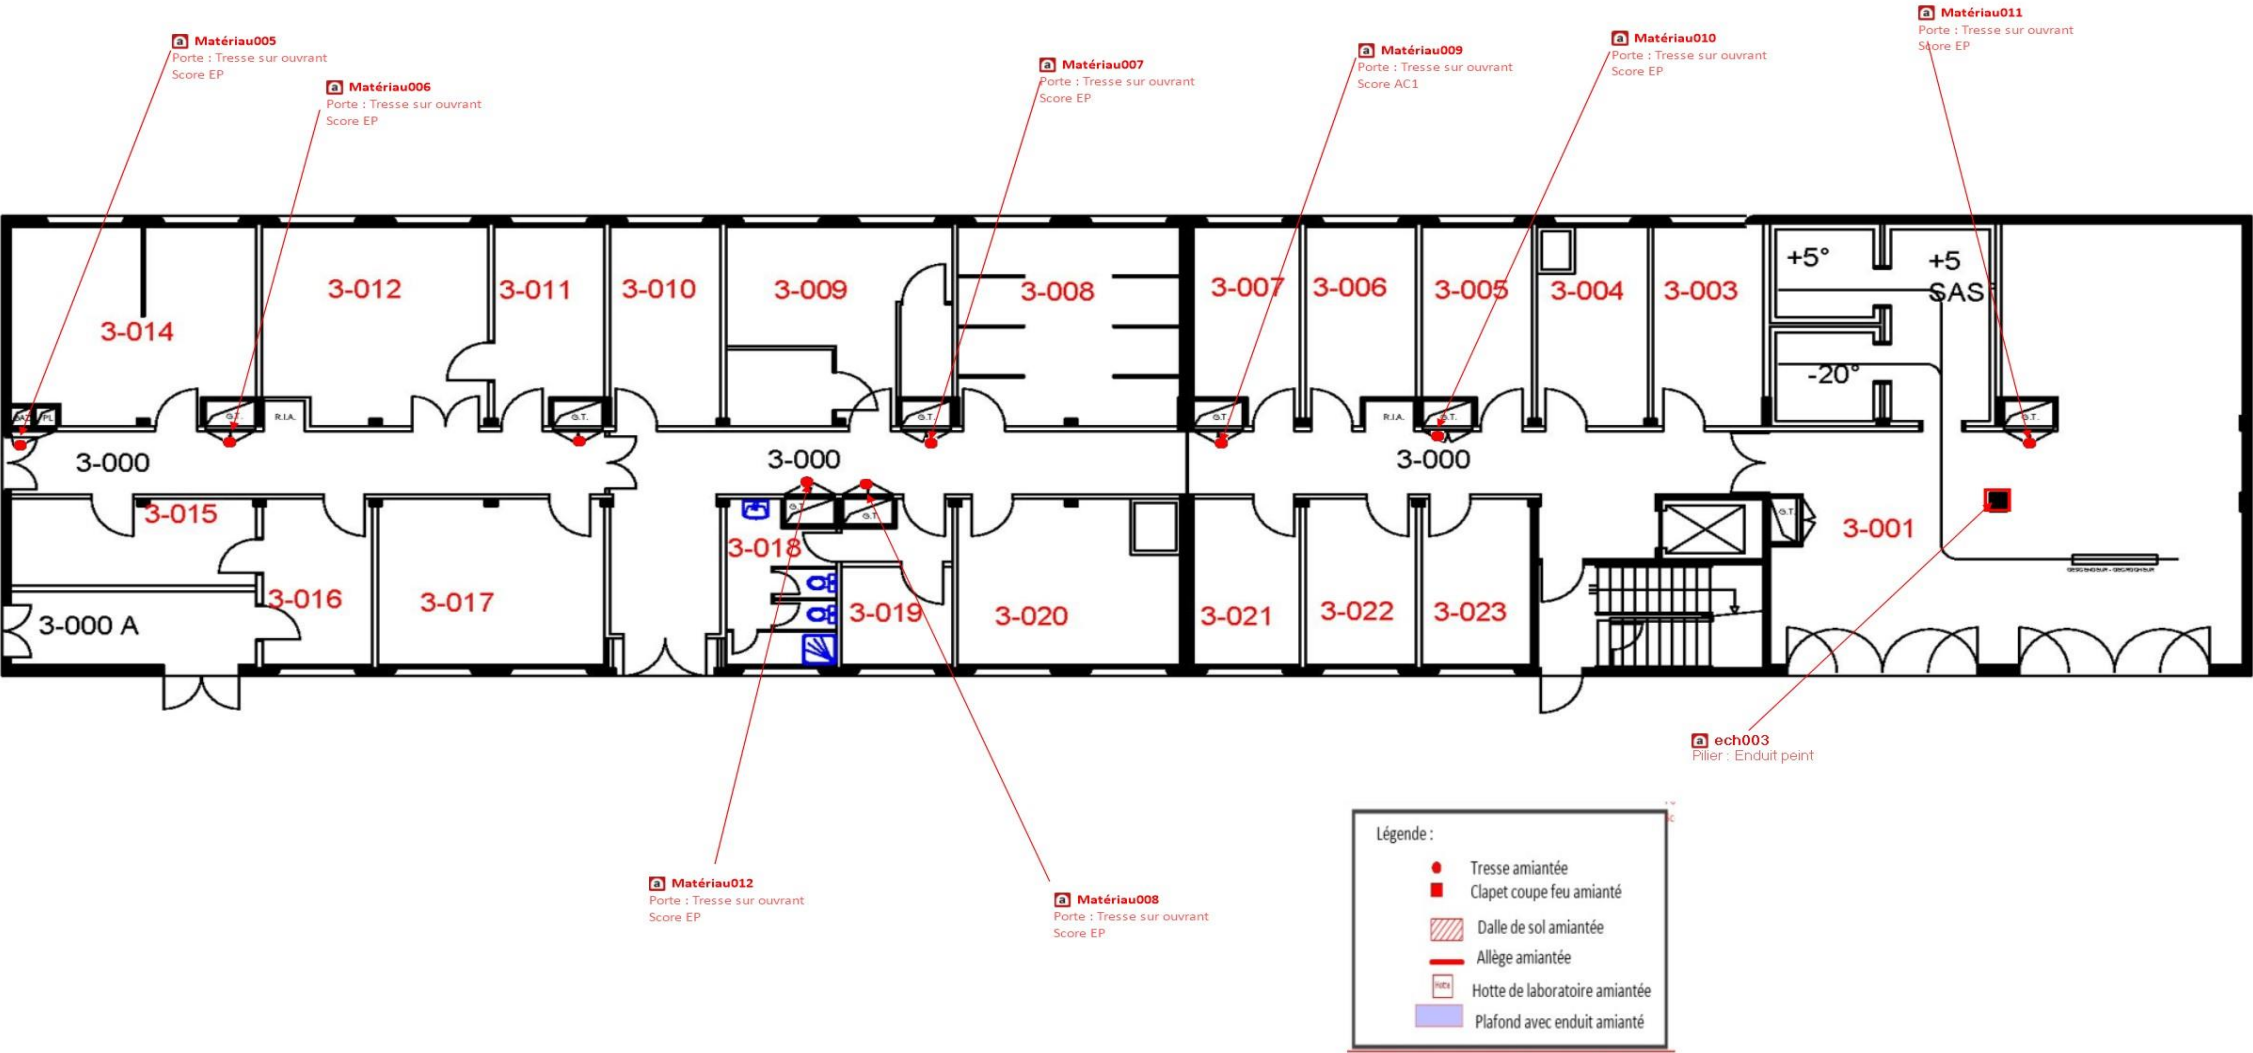 Matériau005
Porte : Tresse sur ouvrant
Score EP
Matériau006
Porte : Tresse sur ouvrant
Score EP
Matériau007
Porte : Tresse sur ouvrant
Score EP
Matériau009
Porte : Tresse sur ouvrant
Score AC1
Matériau010
Porte : Tresse sur ouvrant
Score EP
Matériau011
Porte : Tresse sur ouvrant
Score EP
3-014
3-012
3-011
3-010
3-009
3-008
3-007
3-006
3-005
3-004
3-003
+5°
+5
SAS
-20°
PL
G.T.
R.I.A.
G.T.
G.T.
G.T.
R.I.A.
G.T.
G.T.
3-000
3-000
3-000
3-015
3-016
3-017
3-000 A
G.T.
G.T.
3-018
3-019
3-020
3-021
3-022
3-023
G.T.
3-001
ech003
Pilier : Enduit peint
Matériau012
Porte : Tresse sur ouvrant
Score EP
Matériau008
Porte : Tresse sur ouvrant
Score EP
Légende :
Tresse amiantée
Clapet coupe feu amianté
Dalle de sol amiantée
Allège amiantée
Hotte
Hotte de laboratoire amiantée
Plafond avec enduit amianté